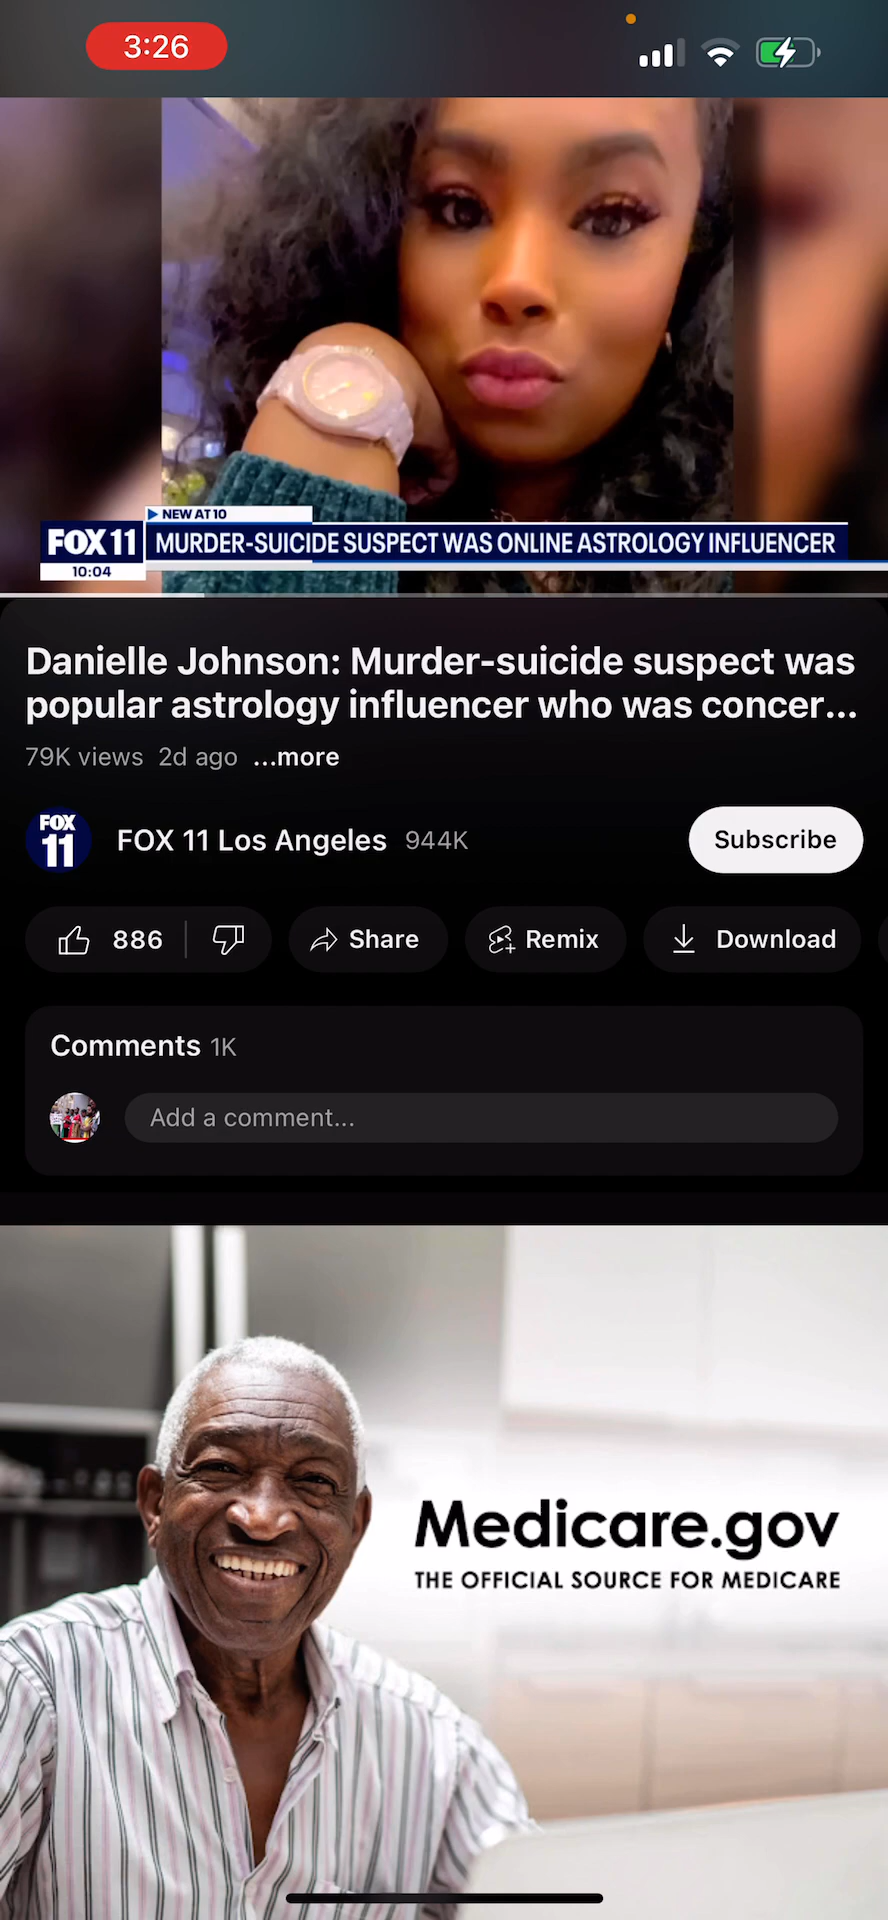 3:26
NEW AT 10
FOX 11
MURDER-SUICIDE SUSPECT WAS ONLINE ASTROLOGY INFLUENCER
10:04
Danielle Johnson: Murder-suicide suspect was
popular astrology influencer who was concer...
79K views 2d ago ...more
FOX
11
FOX 11 Los Angeles 944K
Subscribe
886
Share
Remix
Download
Comments 1K
Add a comment...
Medicare.gov
THE OFFICIAL SOURCE FOR MEDICARE